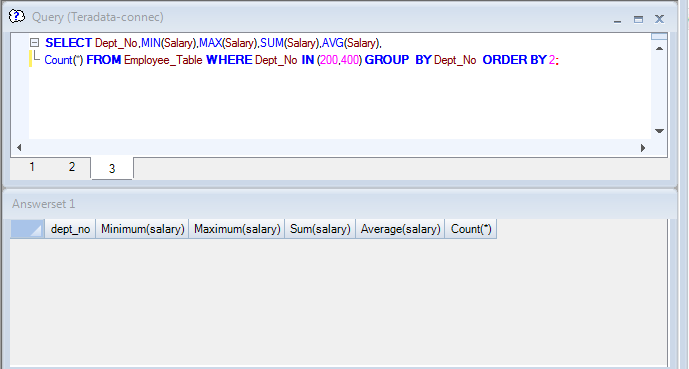 Query (Teradata-connec)
SELECT Dept_No,MIN(Salary),MAX(Salary),SUM(Salary),AVG(Salary),
Count(*) FROM Employee_Table WHERE Dept_No IN (200,400) GROUP BY Dept_No ORDER BY 2;
1 2 3
Answerset 1
dept_no Minimum(salary) Maximum(salary) Sum(salary) Average(salary) Count(*)